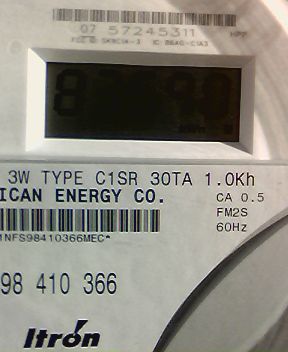 07 57245311
3W TYPE C1SR 30TA 1.0Kh
ICAN ENERGY CO.
CA 0.5
FM2S
60Hz
1NFS98410366MEC*
98 410 366
Itrón